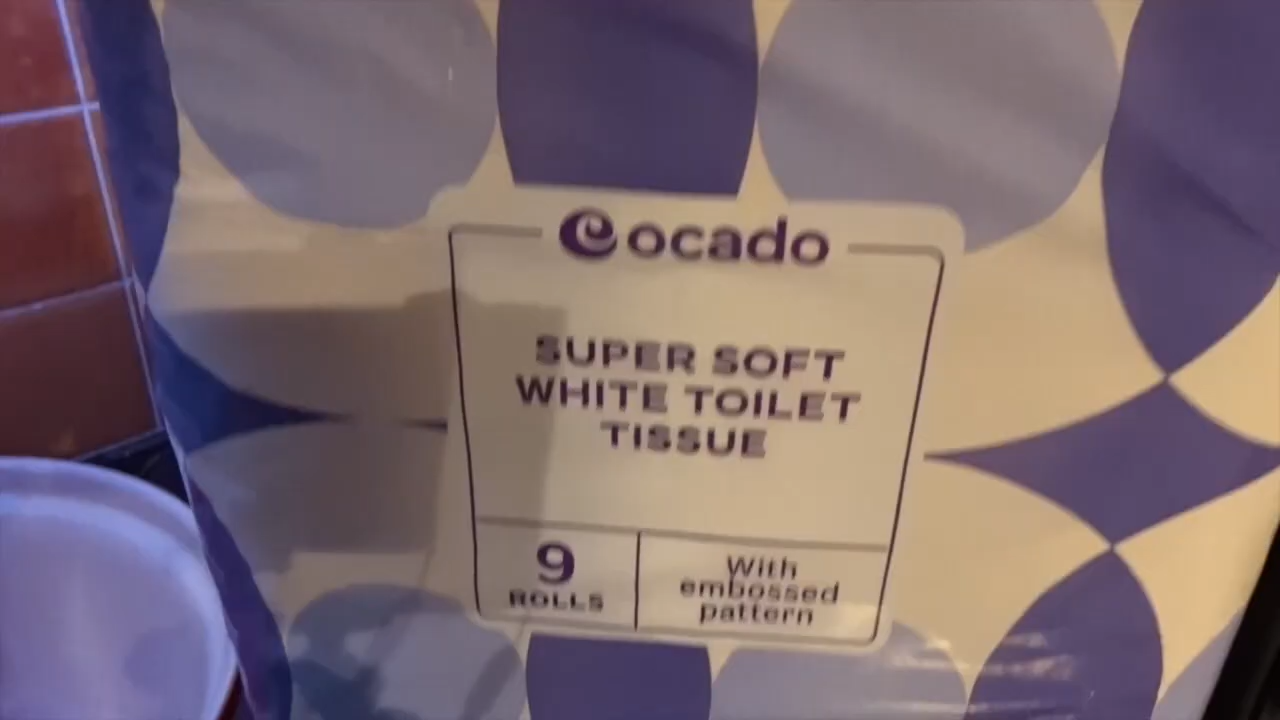 ocado
SUPER SOFT
WHITE TOILET
TISSUE
9
ROLLS
With
embossed
pattern